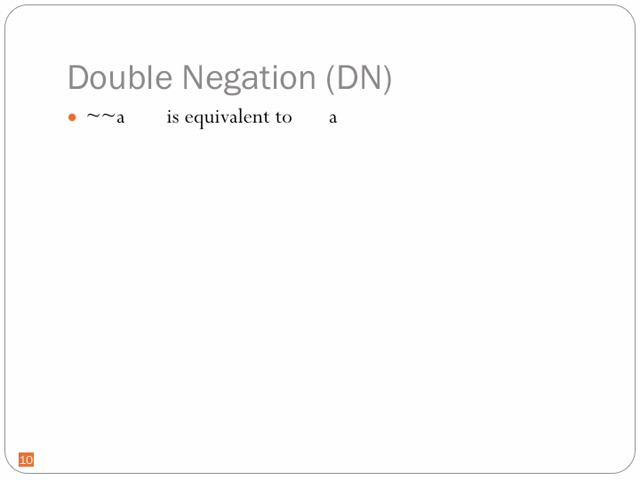 Double Negation (DN)
~~a is equivalent to a
10